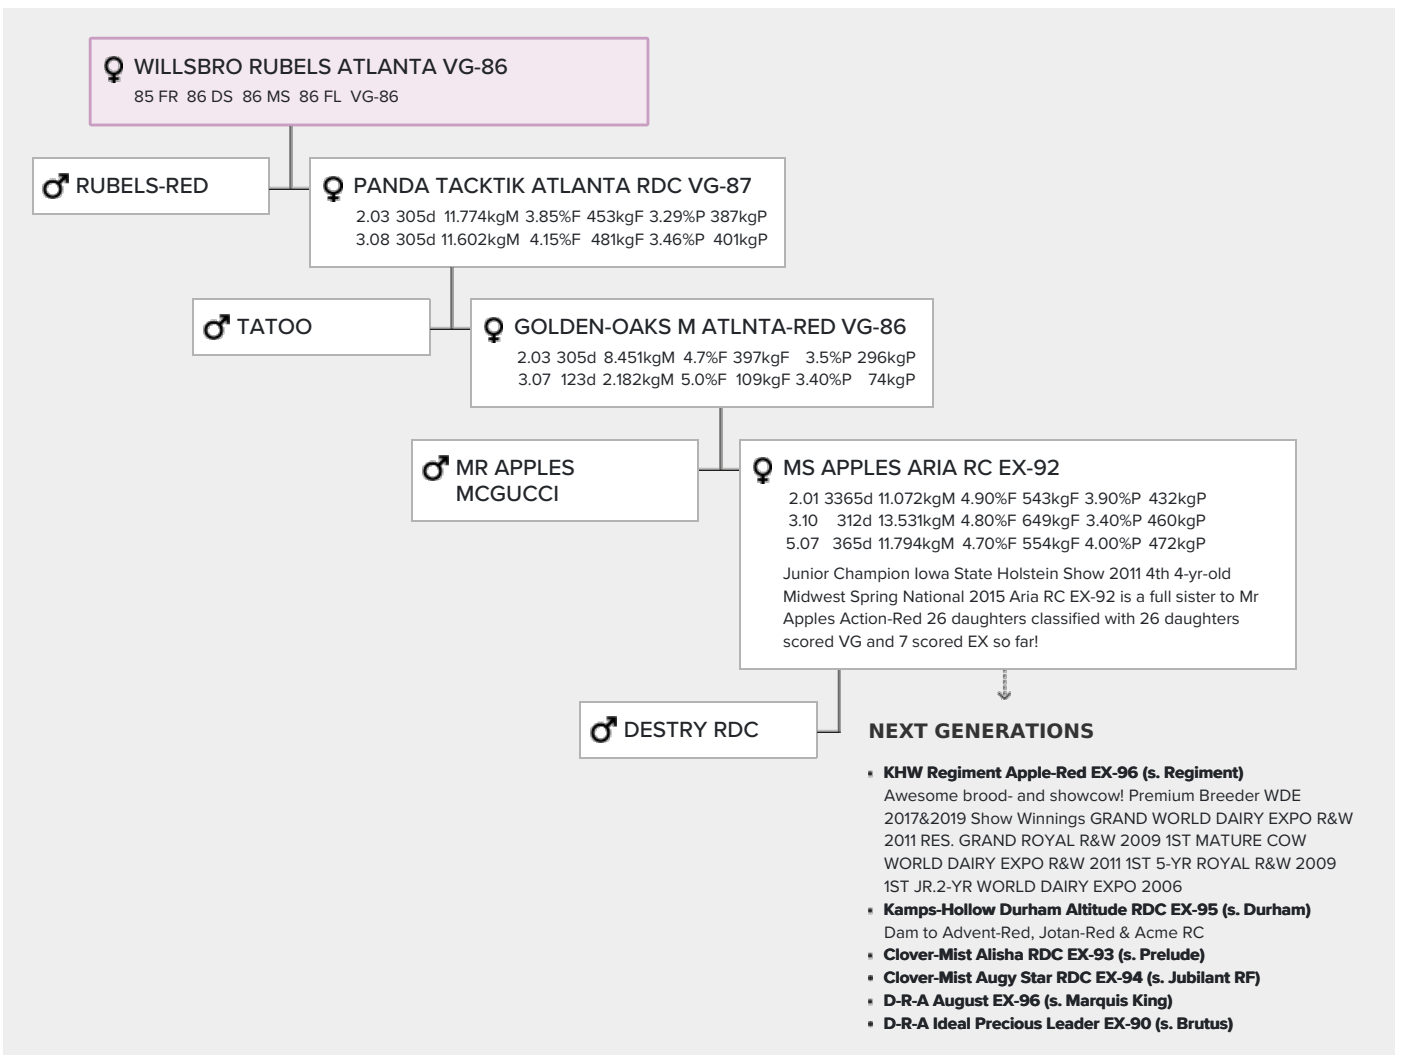 WILLSBRO RUBELS ATLANTA VG-86
85 FR 86 DS 86 MS 86 FL VG-86
RUBELS-RED
PANDA TACKTIK ATLANTA RDC VG-87
2.03 305d 11.774kgM 3.85%F 453kgF 3.29%P 387kgP
3.08 305d 11.602kgM 4.15%F 481kgF 3.46%P 401kgP
TATOO
GOLDEN-OAKS M ATLNTA-RED VG-86
2.03 305d 8.451kgM 4.7%F 397kgF 3.5%P 296kgP
3.07 123d 2.182kgM 5.0%F 109kgF 3.40%P 74kgP
MR APPLES
MCGUCCI
MS APPLES ARIA RC EX-92
2.01 3365d 11.072kgM 4.90%F 543kgF 3.90%P 432kgP
3.10 312d 13.531kgM 4.80%F 649kgF 3.40%P 460kgP
5.07 365d 11.794kgM 4.70%F 554kgF 4.00%P 472kgP
Junior Champion Iowa State Holstein Show 2011 4th 4-yr-old
Midwest Spring National 2015 Aria RC EX-92 is a full sister to Mr
Apples Action-Red 26 daughters classified with 26 daughters
scored VG and 7 scored EX so far!
DESTRY RDC
NEXT GENERATIONS
▪ KHW Regiment Apple-Red EX-96 (s. Regiment)
Awesome brood- and showcow! Premium Breeder WDE
2017&2019 Show Winnings GRAND WORLD DAIRY EXPO R&W
2011 RES. GRAND ROYAL R&W 2009 1ST MATURE COW
WORLD DAIRY EXPO R&W 2011 1ST 5-YR ROYAL R&W 2009
1ST JR.2-YR WORLD DAIRY EXPO 2006
▪ Kamps-Hollow Durham Altitude RDC EX-95 (s. Durham)
Dam to Advent-Red, Jotan-Red & Acme RC
▪ Clover-Mist Alisha RDC EX-93 (s. Prelude)
▪ Clover-Mist Augy Star RDC EX-94 (s. Jubilant RF)
▪ D-R-A August EX-96 (s. Marquis King)
▪ D-R-A Ideal Precious Leader EX-90 (s. Brutus)